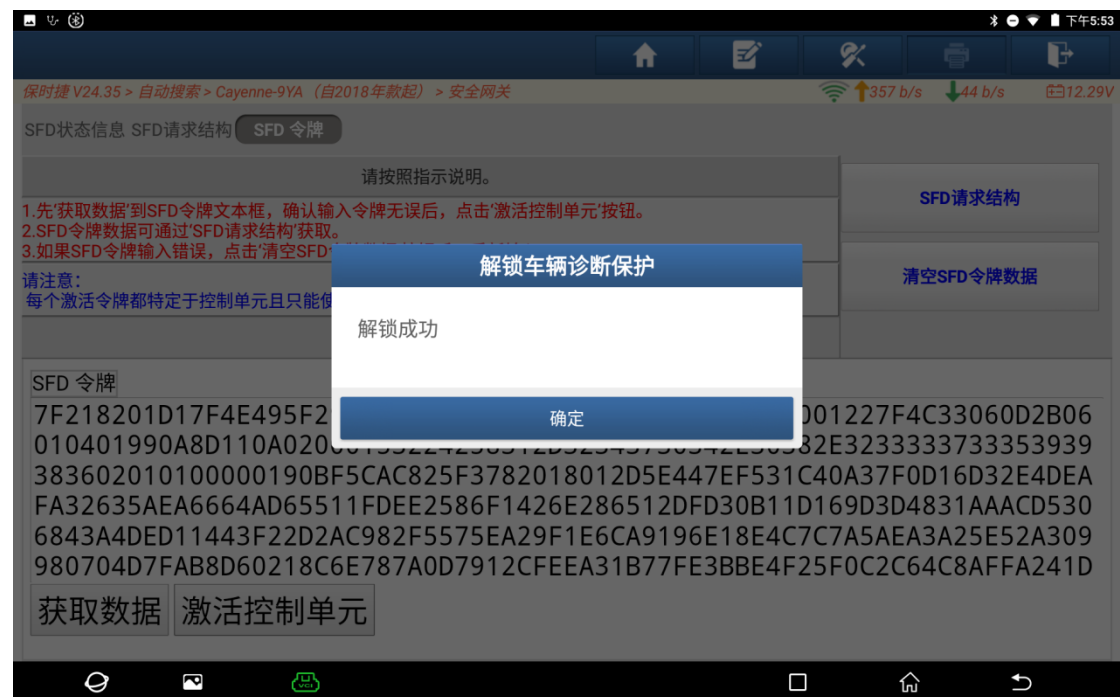 下午5:53
保时捷 V24.35 > 自动搜索 > Cayenne-9YA（自2018年款起）> 安全网关
357 b/s 44 b/s 12.29V
SFD状态信息 SFD请求结构 SFD 令牌
请按照指示说明。
1.先'获取数据'到SFD令牌文本框，确认输入令牌无误后，点击'激活控制单元'按钮。
2.SFD令牌数据可通过'SFD请求结构'获取。
3.如果SFD令牌输入错误，点击'清空SFD
请注意：
每个激活令牌都特定于控制单元且只能使
SFD请求结构
清空SFD令牌数据
解锁车辆诊断保护
解锁成功
确定
SFD 令牌
7F218201D17F4E495F2 001227F4C33060D2B06
383602010100000190BF5CAC825F3782018012D5E447EF531C40A37F0D16D32E4DEA
FA32635AEA6664AD65511FDEE2586F1426E286512DFD30B11D169D3D4831AAACD530
6843A4DED11443F22D2AC982F5575EA29F1E6CA9196E18E4C7C7A5AEA3A25E52A309
980704D7FAB8D60218C6E787A0D7912CFEEA31B77FE3BBE4F25F0C2C64C8AFFA241D
获取数据 激活控制单元
VCI